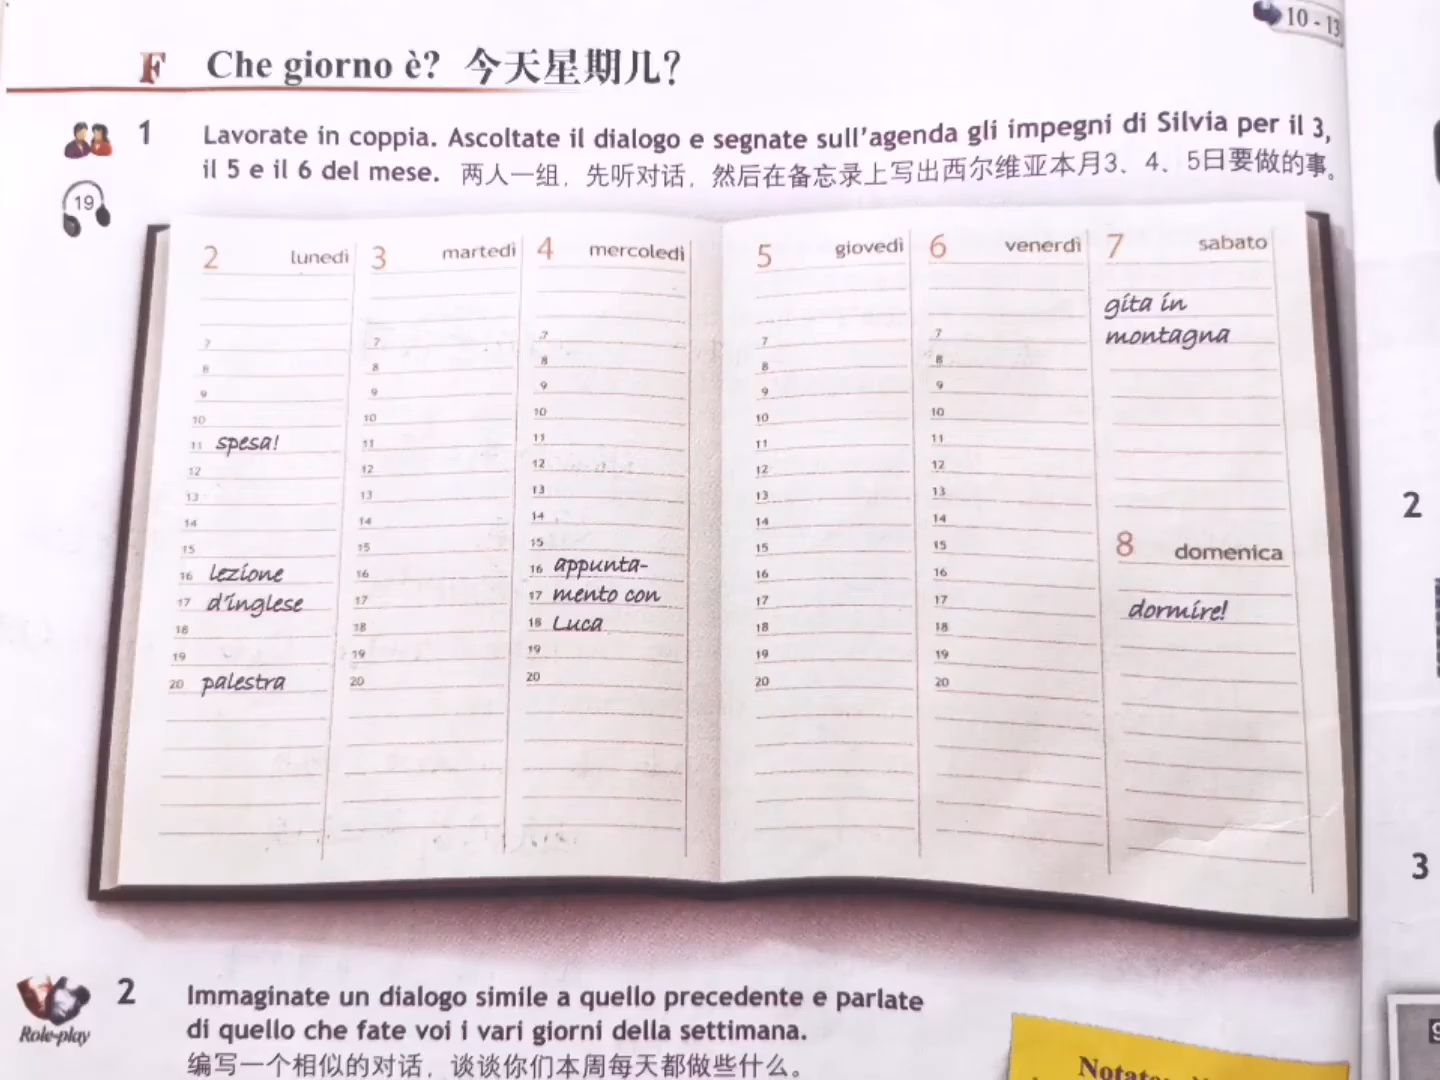 10 - 13
F Che giorno è? 今天星期几?
1 Lavorate in coppia. Ascoltate il dialogo e segnate sull'agenda gli impegni di Silvia per il 3,
il 5 e il 6 del mese. 两人一组，先听对话，然后在备忘录上写出西尔维亚本月3、4、5日要做的事。
19
2 lunedì
7
8
9
10
11 spesa!
12
13
14
15
16 lezione
17 d'inglese
18
19
20 palestra
3 martedì
7
8
9
10
11
12
13
14
15
16
17
18
19
20
4 mercoledì
7
8
9
10
11
12
13
14
15
16 appunta-
17 mento con
18 Luca
19
20
5 giovedì
7
8
9
10
11
12
13
14
15
16
17
18
19
20
6 venerdì
7
8
9
10
11
12
13
14
15
16
17
18
19
20
7 sabato
gita in
montagna
8 domenica
dormire!
2
3
Role-play
2 Immaginate un dialogo simile a quello precedente e parlate
di quello che fate voi i vari giorni della settimana.
编写一个相似的对话，谈谈你们本周每天都做些什么。